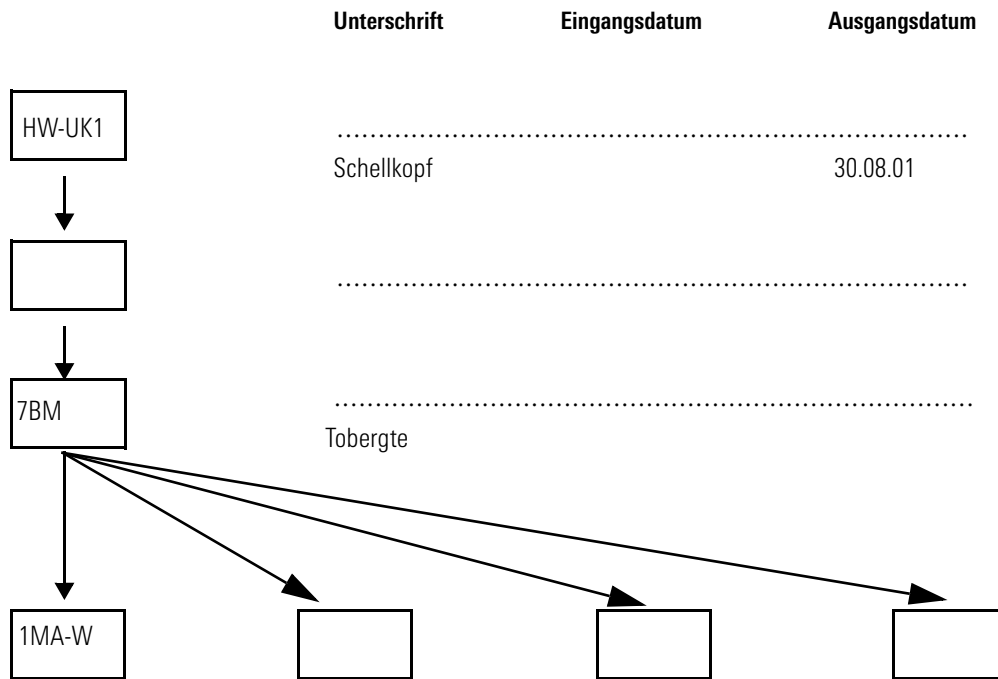 Unterschrift Eingangsdatum Ausgangsdatum
HW-UK1 ........................................................................
Schellkopf 30.08.01
........................................................................
7BM ........................................................................
Tobergte
1MA-W